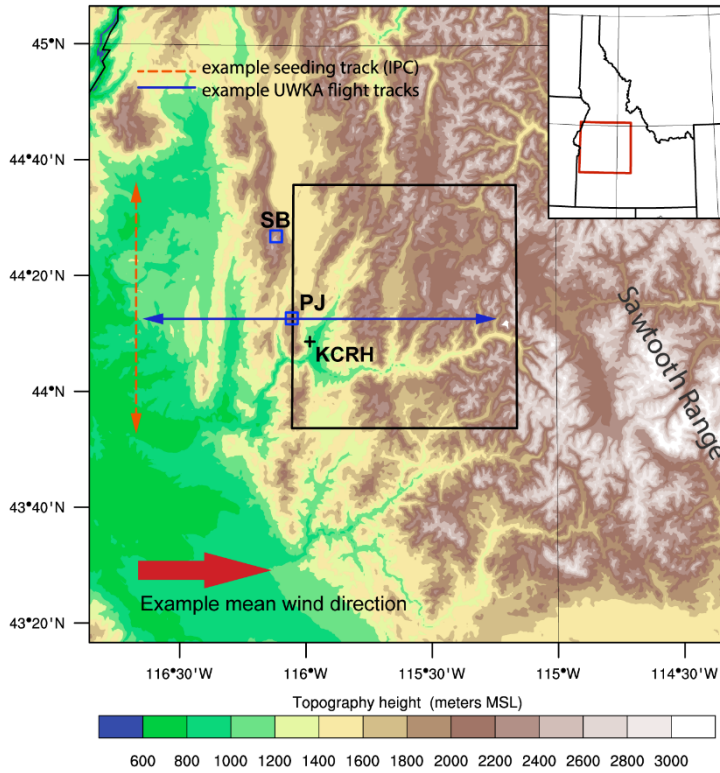 45° N
example seeding track (IPC)
example UWKA flight tracks
44°40' N
SB
44°20' N
PJ
KCRH
Sawtooth Range
44° N
43°40' N
Example mean wind direction
43°20' N
116°30'W
116°W
115°30'W
115°W
114°30'W
Topography height (meters MSL)
600 800 1000 1200 1400 1600 1800 2000 2200 2400 2600 2800 3000